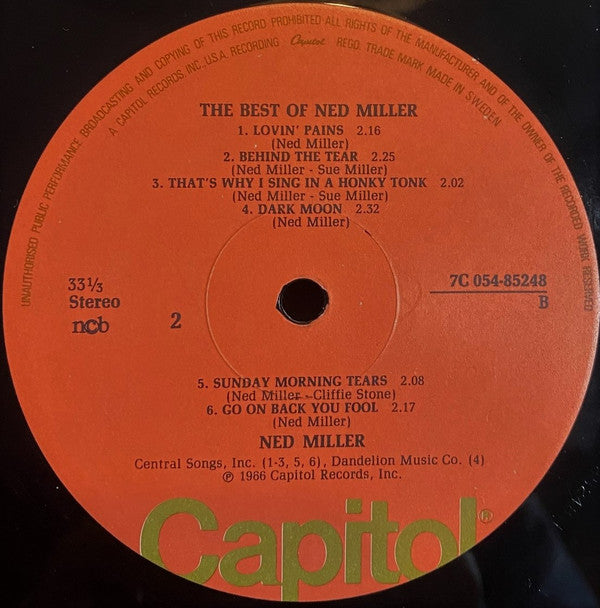 UNAUTHORISED PUBLIC PERFORMANCE BROADCASTING AND COPYING OF THIS RECORD PROHIBITED ALL RIGHTS OF THE MANUFACTURER AND OF THE OWNER OF THE RECORDED WORK RESERVED
A CAPITOL RECORDS INC., U.S.A. RECORDING Capitol REGD. TRADE MARK MADE IN SWEDEN
THE BEST OF NED MILLER
1. LOVIN' PAINS 2.16
(Ned Miller)
2. BEHIND THE TEAR 2.25
(Ned Miller - Sue Miller)
3. THAT'S WHY I SING IN A HONKY TONK 2.02
(Ned Miller - Sue Miller)
4. DARK MOON 2.32
(Ned Miller)
33⅓
Stereo
ncb
2
7C 054-85248
B
5. SUNDAY MORNING TEARS 2.08
(Ned Miller - Cliffie Stone)
6. GO ON BACK YOU FOOL 2.17
(Ned Miller)
NED MILLER
Central Songs, Inc. (1-3, 5, 6), Dandelion Music Co. (4)
℗ 1966 Capitol Records, Inc.
Capitol®